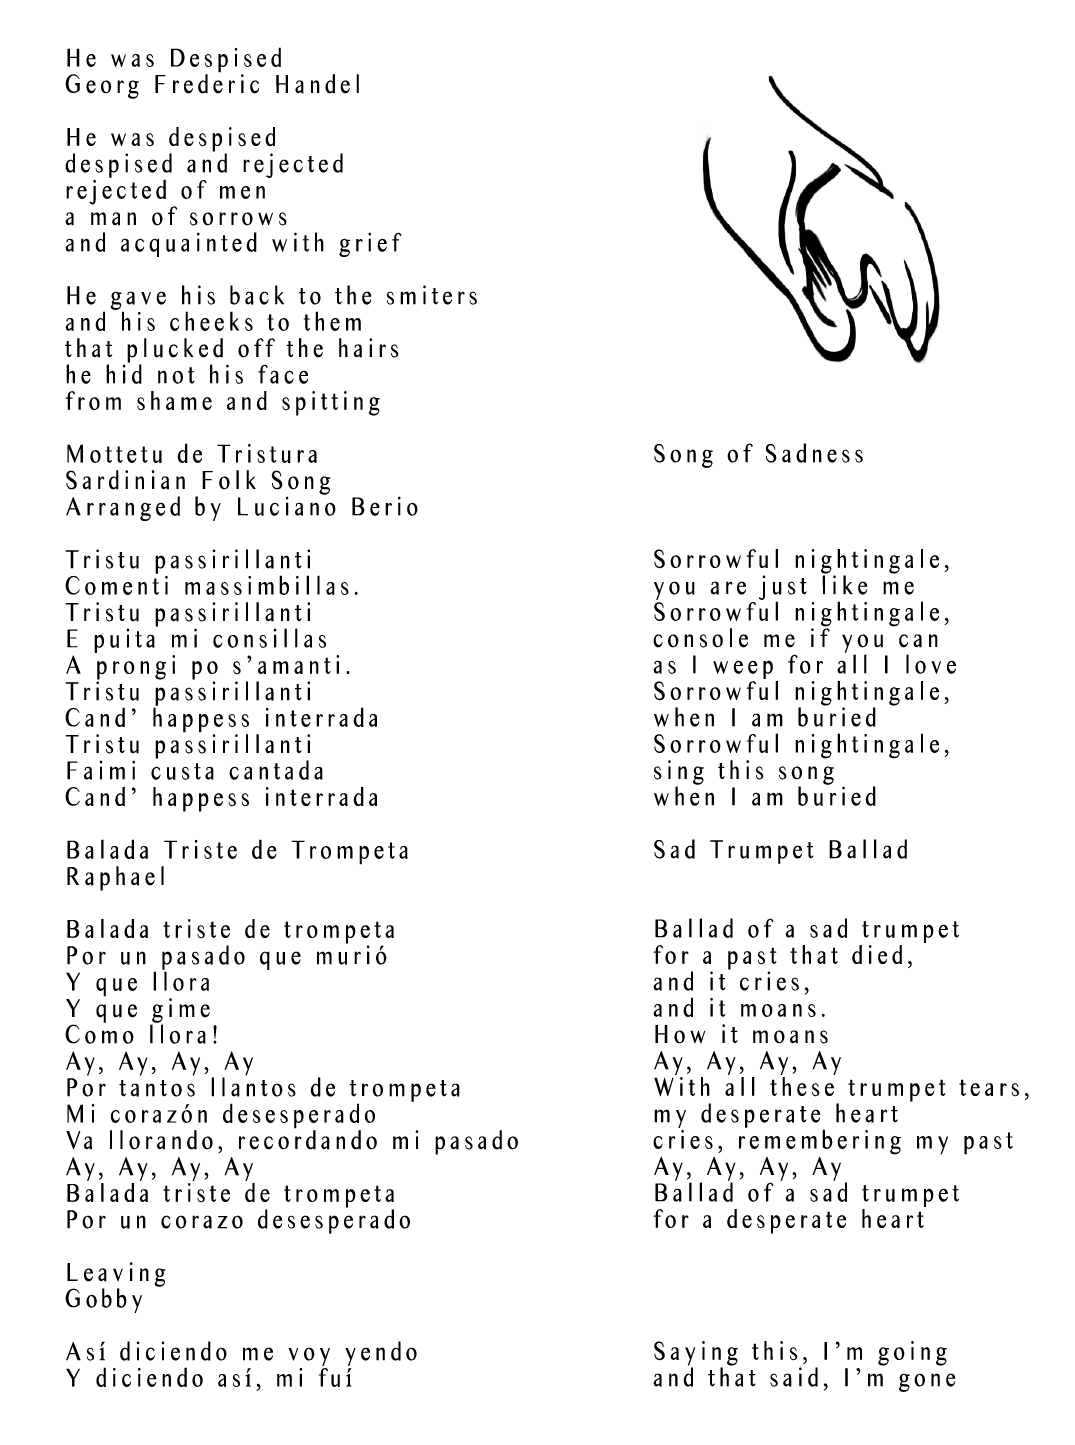 He was Despised
Georg Frederic Handel
He was despised
despised and rejected
rejected of men
a man of sorrows
and acquainted with grief
He gave his back to the smiters
and his cheeks to them
that plucked off the hairs
he hid not his face
from shame and spitting
Mottetu de Tristura
Sardinian Folk Song
Arranged by Luciano Berio
Song of Sadness
Tristu passirillanti
Comenti massimbillas.
Tristu passirillanti
E puita mi consillas
A prongi po s’amanti.
Tristu passirillanti
Cand’ happess interrada
Tristu passirillanti
Faimi custa cantada
Cand’ happess interrada
Sorrowful nightingale,
you are just like me
Sorrowful nightingale,
console me if you can
as I weep for all I love
Sorrowful nightingale,
when I am buried
Sorrowful nightingale,
sing this song
when I am buried
Balada Triste de Trompeta
Raphael
Sad Trumpet Ballad
Balada triste de trompeta
Por un pasado que murió
Y que llora
Y que gime
Como llora!
Ay, Ay, Ay, Ay
Por tantos llantos de trompeta
Mi corazón desesperado
Va llorando, recordando mi pasado
Ay, Ay, Ay, Ay
Balada triste de trompeta
Por un corazo desesperado
Ballad of a sad trumpet
for a past that died,
and it cries,
and it moans.
How it moans
Ay, Ay, Ay, Ay
With all these trumpet tears,
my desperate heart
cries, remembering my past
Ay, Ay, Ay, Ay
Ballad of a sad trumpet
for a desperate heart
Leaving
Gobby
Así diciendo me voy yendo
Y diciendo así, mi fuí
Saying this, I’m going
and that said, I’m gone